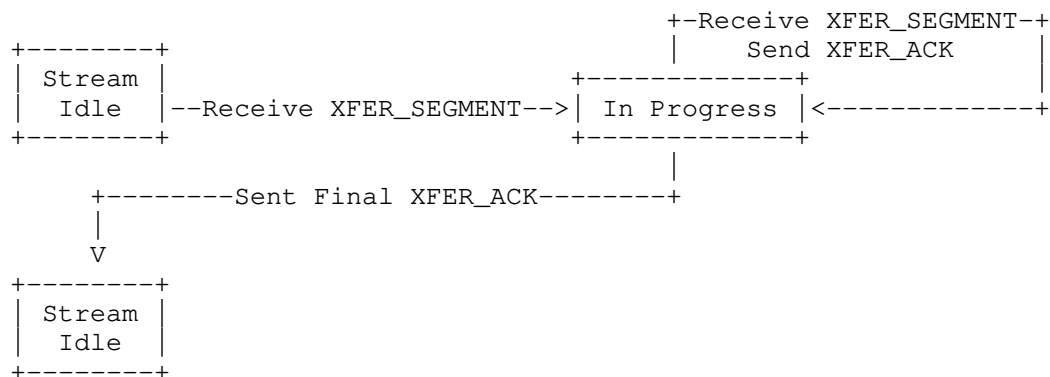 +-Receive XFER_SEGMENT-+
+--------+ | Send XFER_ACK |
| Stream | +-------------+ |
| Idle |--Receive XFER_SEGMENT-->| In Progress |<-------------+
+--------+ +-------------+
|
+--------Sent Final XFER_ACK--------+
|
V
+--------+
| Stream |
| Idle |
+--------+